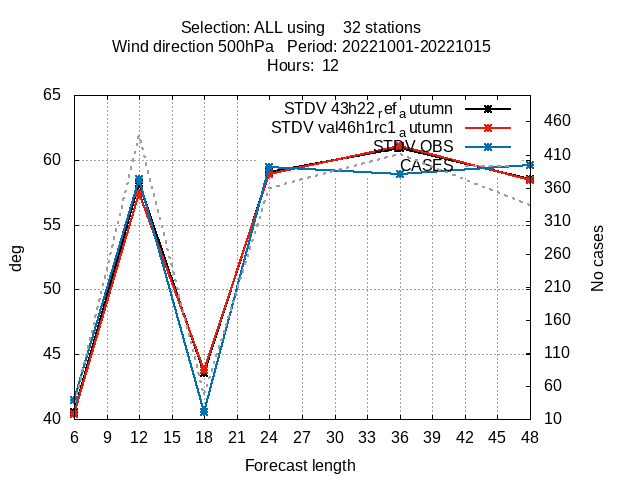 Selection: ALL using    32 stations
Wind direction 500hPa   Period: 20221001-20221015
Hours:  12
STDV 43h22refautumn
STDV val46h1rc1autumn
STDV OBS
CASES
65
60
55
50
45
40
deg
460
410
360
310
260
210
160
110
60
10
No cases
6 9 12 15 18 21 24 27 30 33 36 39 42 45 48
Forecast length